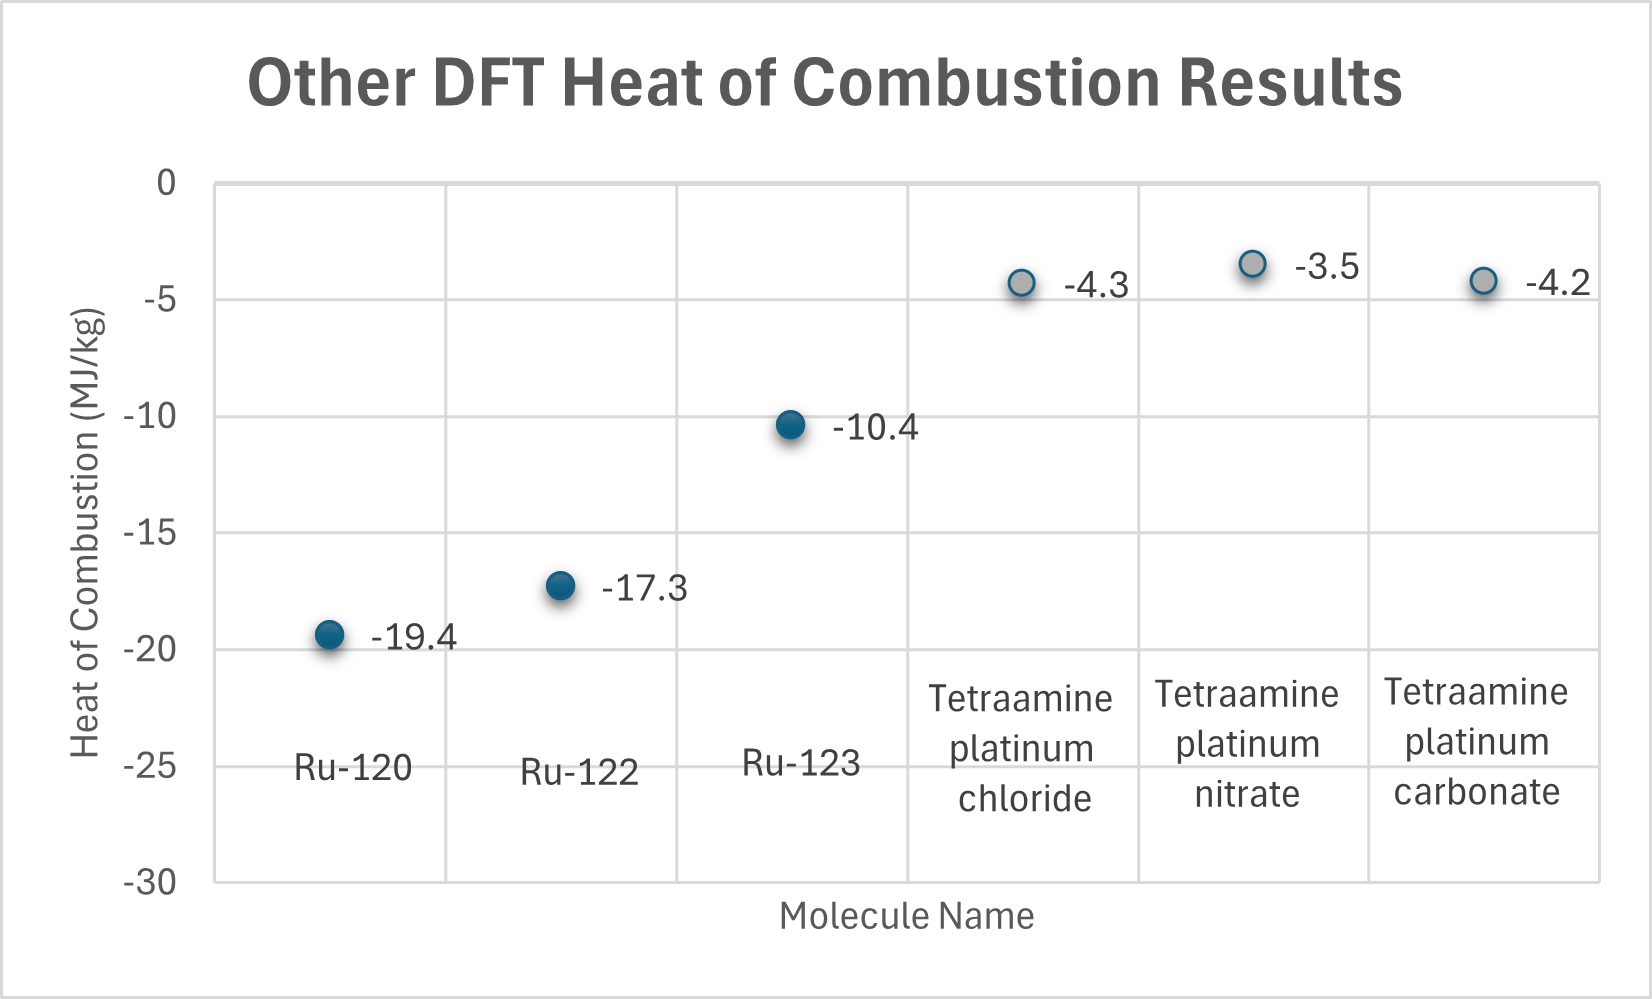 Other DFT Heat of Combustion Results
Heat of Combustion (MJ/kg)
0
-5
-10
-15
-20
-25
-30
-19.4
-17.3
-10.4
-4.3
-3.5
-4.2
Ru-120
Ru-122
Ru-123
Tetraamine
platinum
chloride
Tetraamine
platinum
nitrate
Tetraamine
platinum
carbonate
Molecule Name